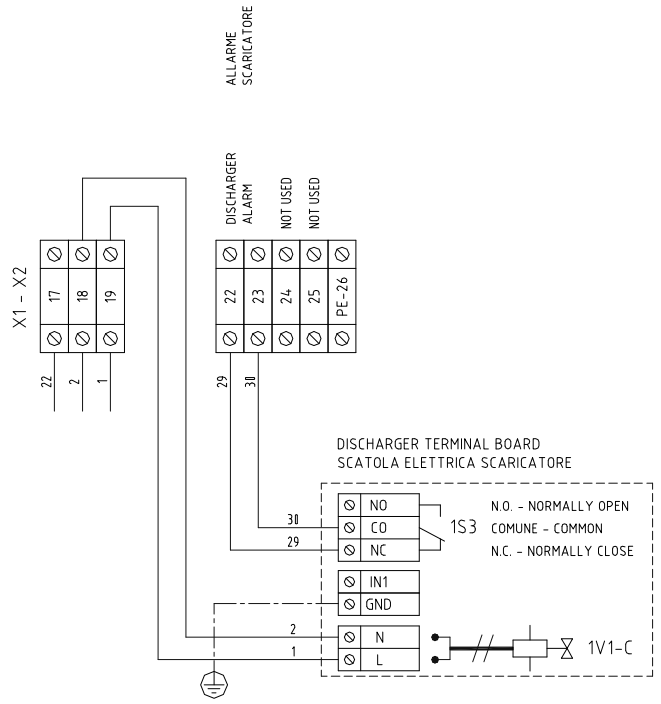 ALLARME
SCARICATORE
DISCHARGER
ALARM
NOT USED
NOT USED
X1 - X2
17
18
19
22
23
24
25
PE-26
22
2
1
29
30
DISCHARGER TERMINAL BOARD
SCATOLA ELETTRICA SCARICATORE
NO
N.O. - NORMALLY OPEN
30
CO
1S3
COMUNE - COMMON
29
NC
N.C. - NORMALLY CLOSE
IN1
GND
2
N
1
L
1V1-C